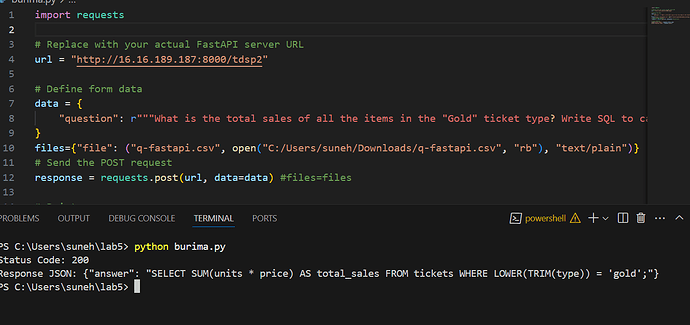 burima.py > ...
1 import requests
2
3 # Replace with your actual FastAPI server URL
4 url = "http://16.16.189.187:8000/tdsp2"
5
6 # Define form data
7 data = {
8 "question": r"""What is the total sales of all the items in the "Gold" ticket type? Write SQL to ca
9 }
10 files={"file": ("q-fastapi.csv", open("C:/Users/suneh/Downloads/q-fastapi.csv", "rb"), "text/plain")}
11 # Send the POST request
12 response = requests.post(url, data=data) #files=files
13
PROBLEMS OUTPUT DEBUG CONSOLE TERMINAL PORTS
powershell
PS C:\Users\suneh\lab5> python burima.py
Status Code: 200
Response JSON: {"answer": "SELECT SUM(units * price) AS total_sales FROM tickets WHERE LOWER(TRIM(type)) = 'gold';"}
PS C:\Users\suneh\lab5>